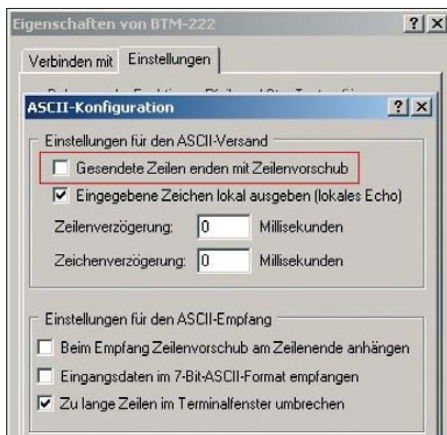 Eigenschaften von BTM-222
Verbinden mit
Einstellungen
ASCII-Konfiguration
Einstellungen für den ASCII-Versand
Gesendete Zeilen enden mit Zeilenvorschub
Eingegebene Zeichen lokal ausgeben (lokales Echo)
Zeilenverzögerung: 0 Millisekunden
Zeichenverzögerung: 0 Millisekunden
Einstellungen für den ASCII-Empfang
Beim Empfang Zeilenvorschub am Zeilenende anhängen
Eingangsdaten im 7-Bit-ASCII-Format empfangen
Zu lange Zeilen im Terminalfenster umbrechen